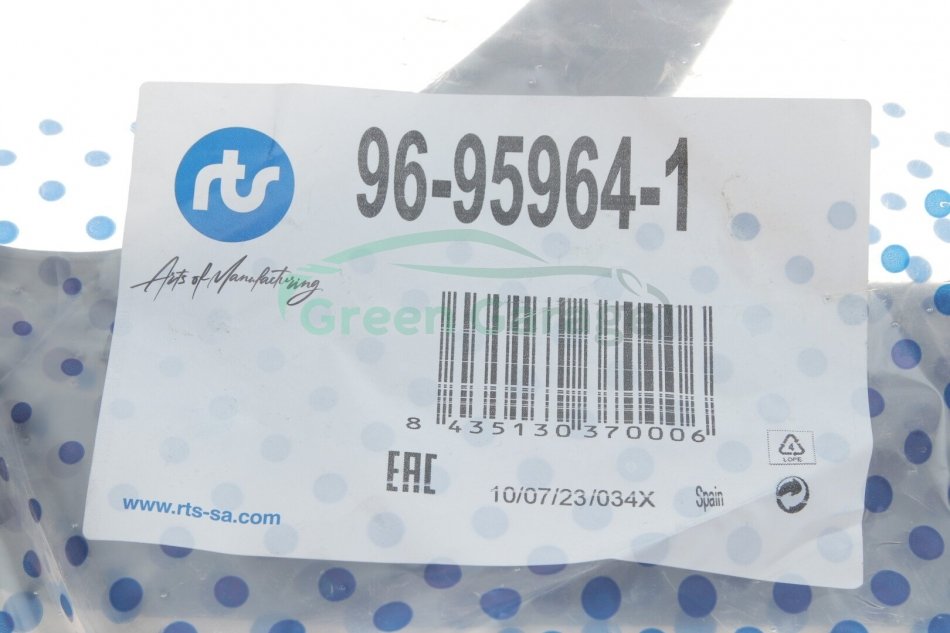 rts
96-95964-1
Arts of Manufacturing
Green Garage
8 435130 370006
EAC
10/07/23/034X
Spain
4
LDPE
www.rts-sa.com